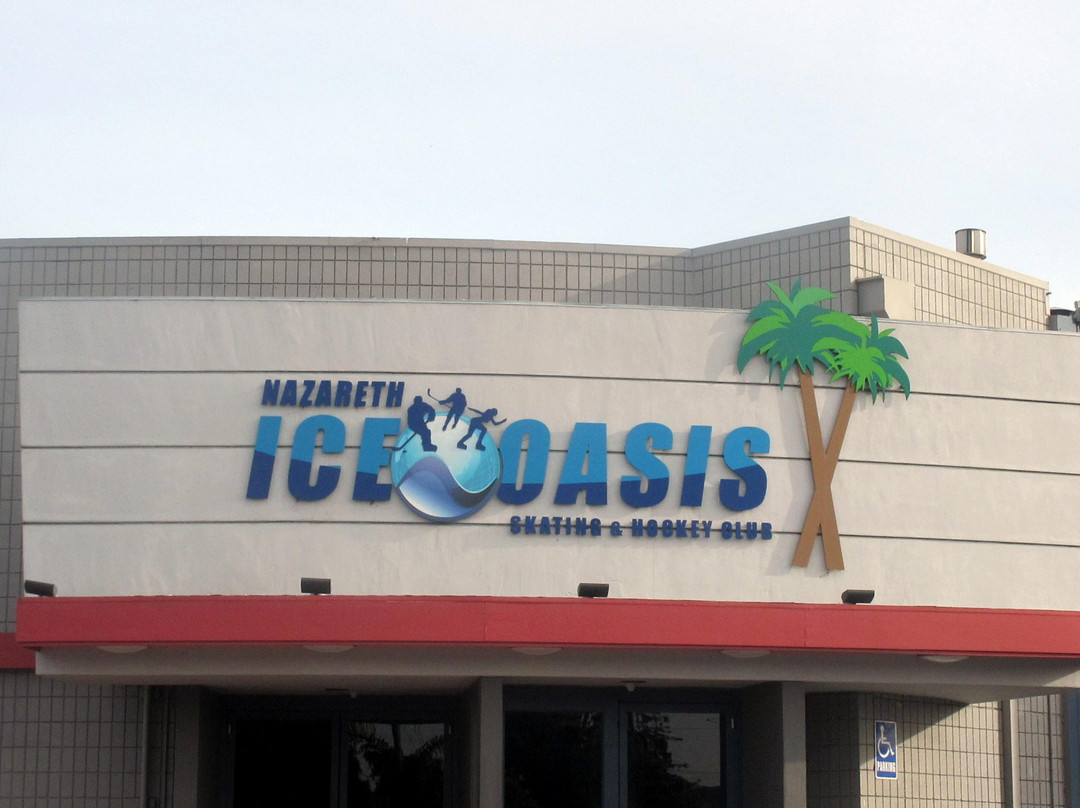 NAZARETH
ICE OASIS
SKATING & HOCKEY CLUB
PARKING